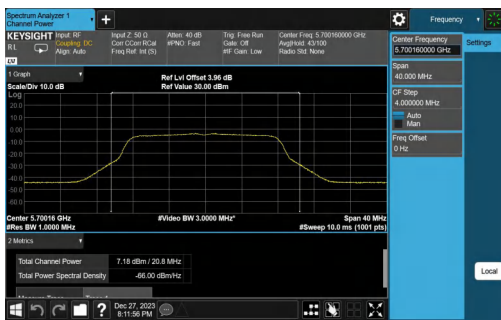 Spectrum Analyzer 1
Channel Power
Frequency
KEYSIGHT
RL
Input: RF
Coupling: DC
Align: Auto
Input Z: 50 Ω
Corr CCorr RCal
Freq Ref: Int (S)
Atten: 40 dB
#PNO: Fast
Trig: Free Run
Gate: Off
#IF Gain: Low
Center Freq: 5.700160000 GHz
Avg|Hold: 43/100
Radio Std: None
LXI
1 Graph
Scale/Div 10.0 dB
Ref Lvl Offset 3.96 dB
Ref Value 30.00 dBm
Log
20.0
10.0
0.00
-10.0
-20.0
-30.0
-40.0
-50.0
-60.0
Center 5.70016 GHz
#Video BW 3.0000 MHz*
Span 40 MHz
#Res BW 1.0000 MHz
#Sweep 10.0 ms (1001 pts)
2 Metrics
Total Channel Power
7.18 dBm / 20.8 MHz
Total Power Spectral Density
-66.00 dBm/Hz
Dec 27, 2023
8:11:56 PM
Center Frequency
5.700160000 GHz
Settings
Span
40.000 MHz
CF Step
4.000000 MHz
Auto
Man
Freq Offset
0 Hz
Local